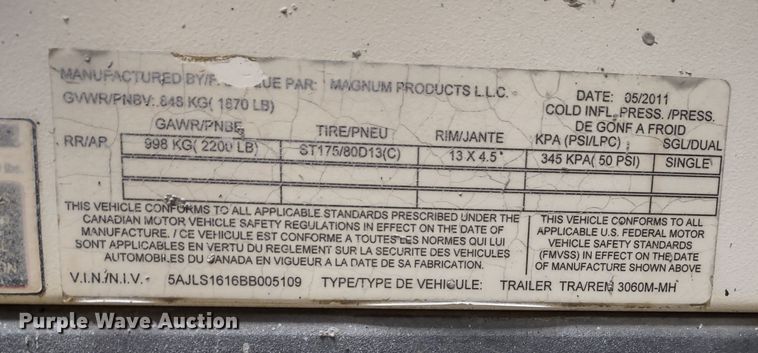 MANUFACTURED BY/F QUE PAR: MAGNUM PRODUCTS L.L.C.
GVWR/PNBV: 848 KG( 1870 LB)
DATE: 05/2011
COLD INFL. PRESS. /PRESS.
DE GONF A FROID
GAWR/PNBE TIRE/PNEU RIM/JANTE KPA (PSI/LPC) SGL/DUAL
RR/AR 998 KG( 2200 LB) ST175/80D13(C) 13 X 4.5 345 KPA( 50 PSI) SINGLE
THIS VEHICLE CONFORMS TO ALL APPLICABLE STANDARDS PRESCRIBED UNDER THE
CANADIAN MOTOR VEHICLE SAFETY REGULATIONS IN EFFECT ON THE DATE OF
MANUFACTURE. / CE VEHICULE EST CONFORME A TOUTES LES NORMES QUI LUI
SONT APPLICABLES EN VERTU DU REGLEMENT SUR LA SECURITE DES VEHICULES
AUTOMOBILES DU CANADA EN VIGUEUR A LA DATE DE SA FABRICATION.
THIS VEHICLE CONFORMS TO ALL
APPLICABLE U.S. FEDERAL MOTOR
VEHICLE SAFETY STANDARDS
(FMVSS) IN EFFECT ON THE DATE
OF MANUFACTURE SHOWN ABOVE
V.I.N./N.I.V.: 5AJLS1616BB005109 TYPE/TYPE DE VEHICULE: TRAILER TRA/REM 3060M-MH
Purple Wave Auction